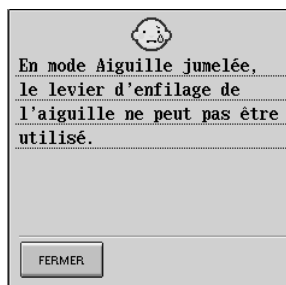 En mode Aiguille jumelée,
le levier d'enfilage de
l'aiguille ne peut pas être
utilisé.
FERMER